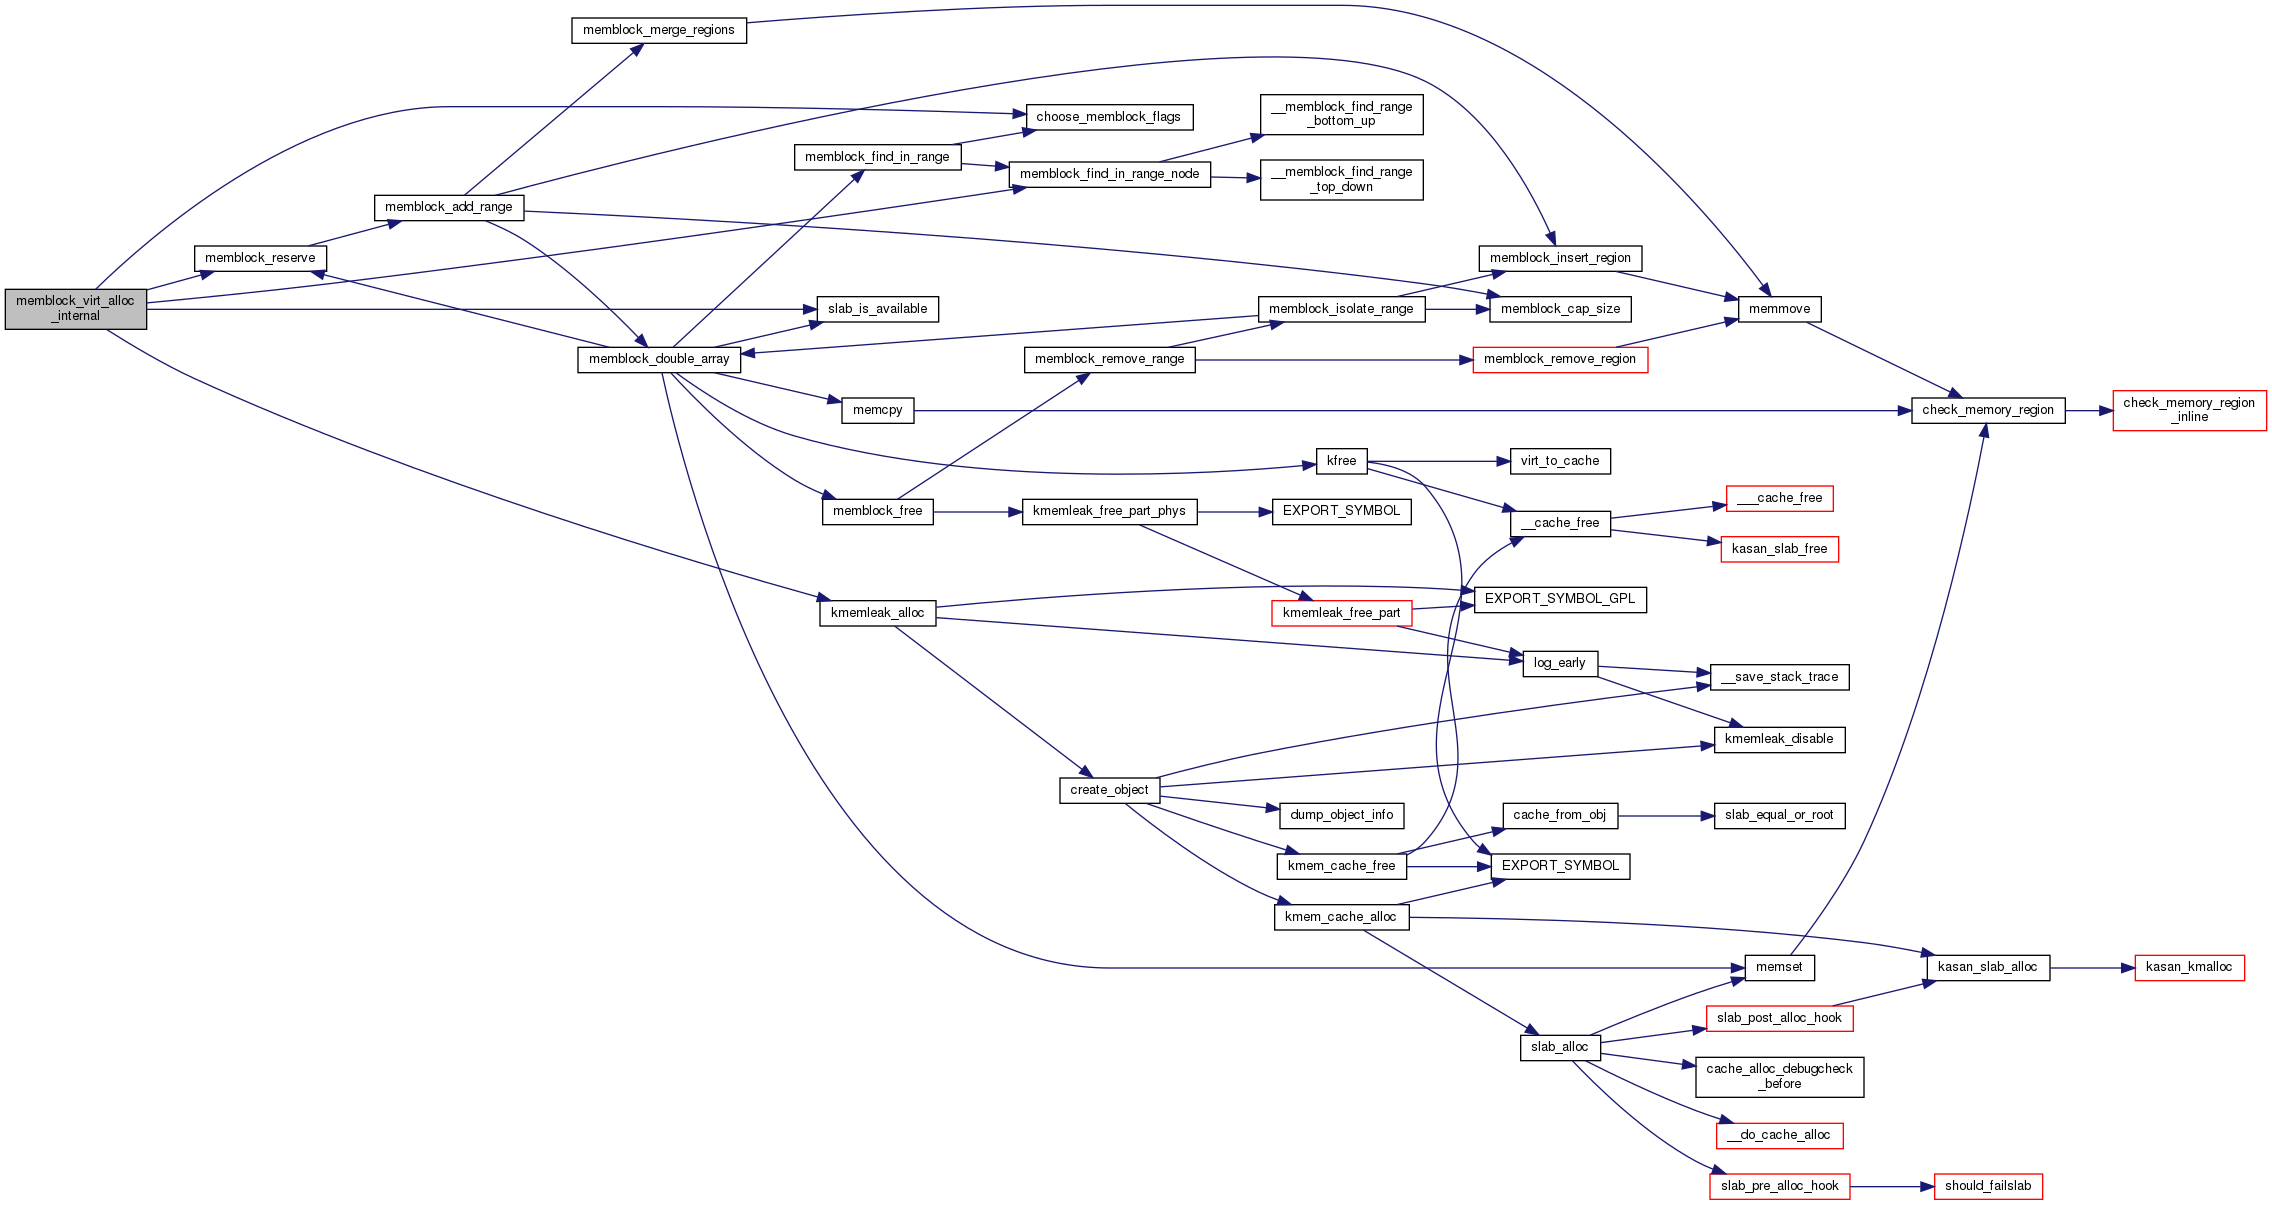 memblock_merge_regions
choose_memblock_flags
__memblock_find_range
_bottom_up
memblock_find_in_range
memblock_find_in_range_node
__memblock_find_range
_top_down
memblock_add_range
memblock_reserve
memblock_insert_region
memblock_virt_alloc
_internal
slab_is_available
memblock_isolate_range
memblock_cap_size
memmove
memblock_double_array
memblock_remove_range
memblock_remove_region
memcpy
check_memory_region
check_memory_region
_inline
kfree
virt_to_cache
___cache_free
memblock_free
kmemleak_free_part_phys
EXPORT_SYMBOL
__cache_free
kasan_slab_free
kmemleak_alloc
kmemleak_free_part
EXPORT_SYMBOL_GPL
log_early
__save_stack_trace
kmemleak_disable
create_object
dump_object_info
cache_from_obj
slab_equal_or_root
kmem_cache_free
EXPORT_SYMBOL
kmem_cache_alloc
memset
kasan_slab_alloc
kasan_kmalloc
slab_post_alloc_hook
slab_alloc
cache_alloc_debugcheck
_before
__do_cache_alloc
slab_pre_alloc_hook
should_failslab